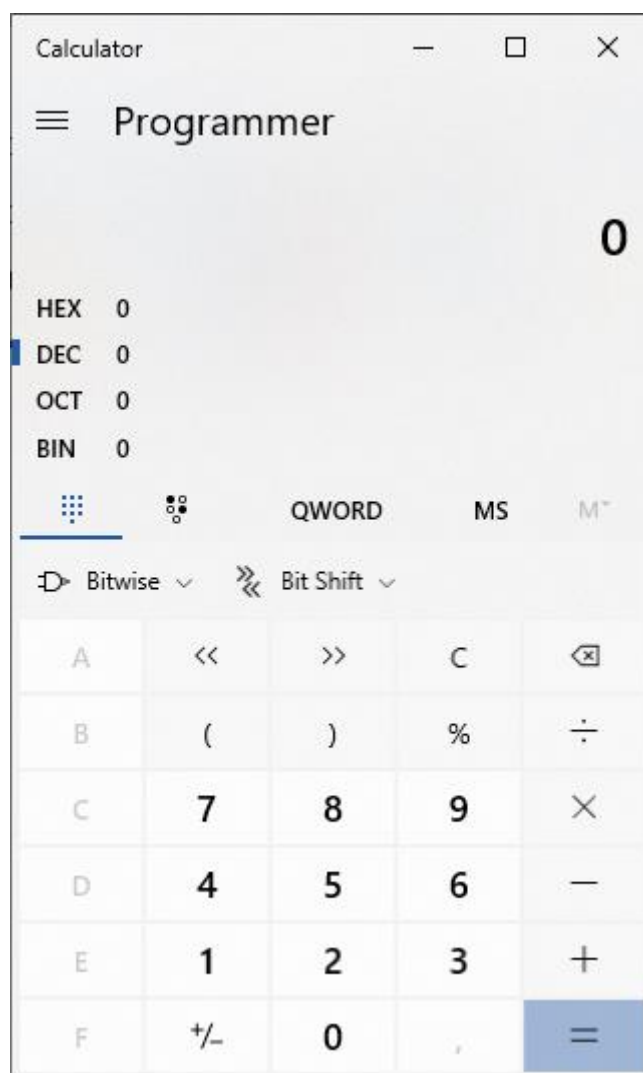 Calculator
Programmer
0
HEX 0
DEC 0
OCT 0
BIN 0
QWORD MS M˅
Bitwise Bit Shift
A << >> C
B ( ) % ÷
C 7 8 9 ×
D 4 5 6 −
E 1 2 3 +
F +/− 0 , =